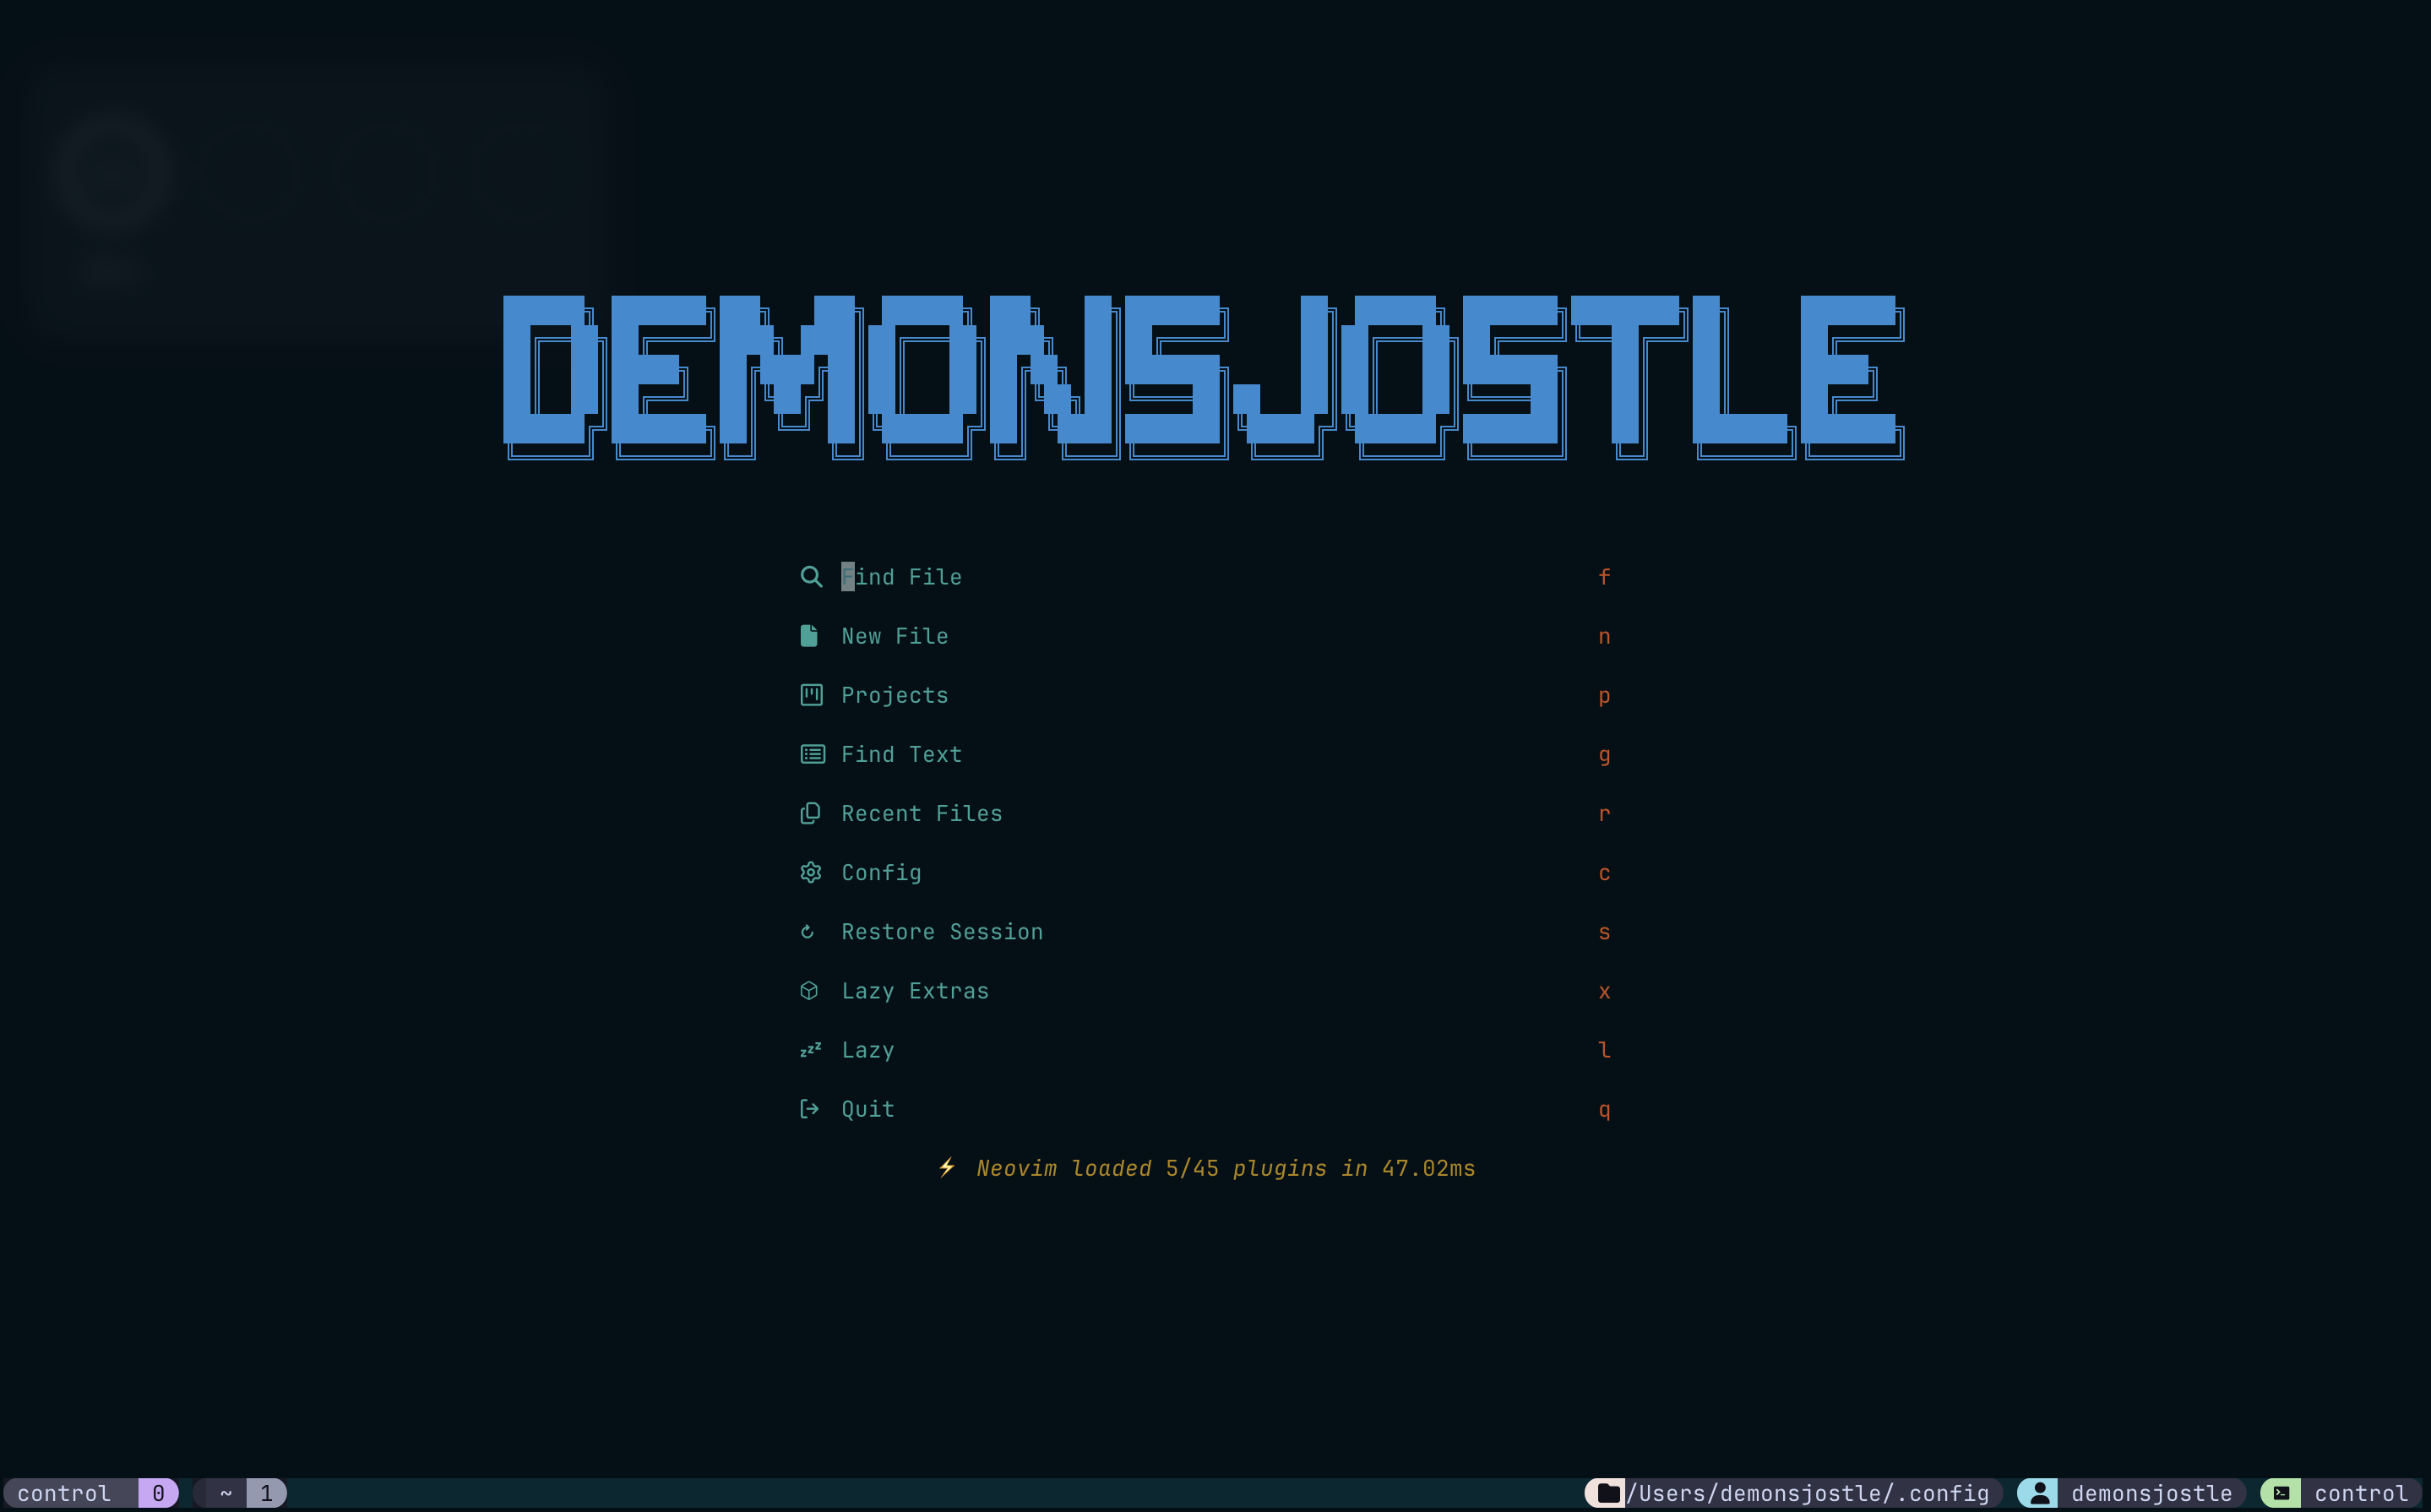 DEMONSJOSTLE
Find File f
New File n
Projects p
Find Text g
Recent Files r
Config c
Restore Session s
Lazy Extras x
zzz Lazy l
Quit q
⚡ Neovim loaded 5/45 plugins in 47.02ms
control 0 ~ 1 /Users/demonsjostle/.config demonsjostle control